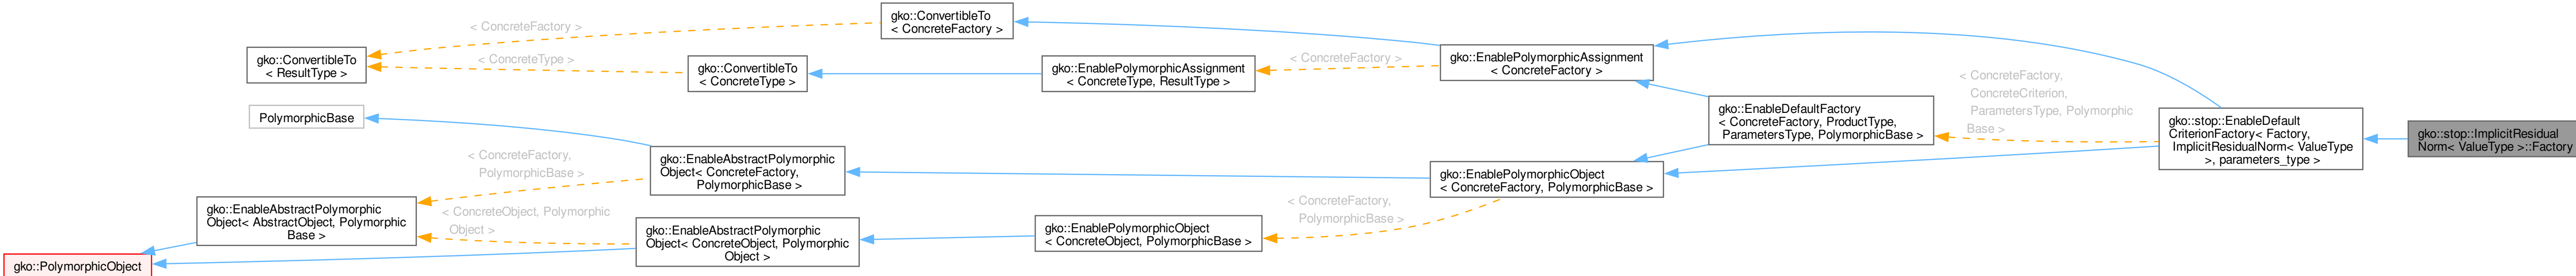 gko::ConvertibleTo
< ResultType >
PolymorphicBase
gko::EnableAbstractPolymorphic
Object< AbstractObject, Polymorphic
Base >
gko::PolymorphicObject
< ConcreteFactory >
< ConcreteType >
< ConcreteFactory,
PolymorphicBase >
< ConcreteObject, Polymorphic
Object >
gko::ConvertibleTo
< ConcreteFactory >
gko::ConvertibleTo
< ConcreteType >
gko::EnableAbstractPolymorphic
Object< ConcreteFactory,
PolymorphicBase >
gko::EnableAbstractPolymorphic
Object< ConcreteObject, Polymorphic
Object >
gko::EnablePolymorphicAssignment
< ConcreteType, ResultType >
gko::EnablePolymorphicObject
< ConcreteObject, PolymorphicBase >
< ConcreteFactory >
< ConcreteFactory,
PolymorphicBase >
gko::EnablePolymorphicAssignment
< ConcreteFactory >
gko::EnablePolymorphicObject
< ConcreteFactory, PolymorphicBase >
gko::EnableDefaultFactory
< ConcreteFactory, ProductType,
ParametersType, PolymorphicBase >
< ConcreteFactory,
ConcreteCriterion,
ParametersType, Polymorphic
Base >
gko::stop::EnableDefault
CriterionFactory< Factory,
ImplicitResidualNorm< ValueType
>, parameters_type >
gko::stop::ImplicitResidual
Norm< ValueType >::Factory